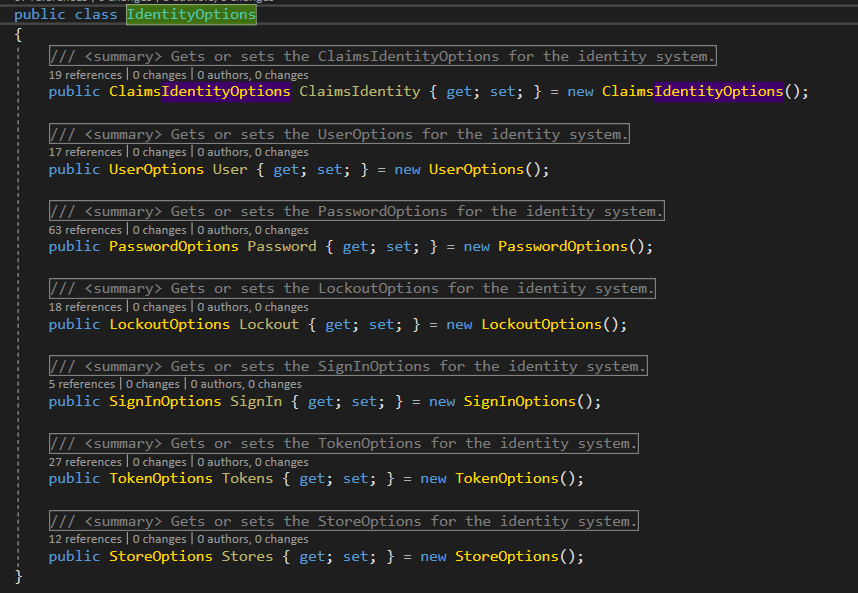 public class IdentityOptions
{
/// <summary> Gets or sets the ClaimsIdentityOptions for the identity system.
19 references | 0 changes | 0 authors, 0 changes
public ClaimsIdentityOptions ClaimsIdentity { get; set; } = new ClaimsIdentityOptions();
/// <summary> Gets or sets the UserOptions for the identity system.
17 references | 0 changes | 0 authors, 0 changes
public UserOptions User { get; set; } = new UserOptions();
/// <summary> Gets or sets the PasswordOptions for the identity system.
63 references | 0 changes | 0 authors, 0 changes
public PasswordOptions Password { get; set; } = new PasswordOptions();
/// <summary> Gets or sets the LockoutOptions for the identity system.
18 references | 0 changes | 0 authors, 0 changes
public LockoutOptions Lockout { get; set; } = new LockoutOptions();
/// <summary> Gets or sets the SignInOptions for the identity system.
5 references | 0 changes | 0 authors, 0 changes
public SignInOptions SignIn { get; set; } = new SignInOptions();
/// <summary> Gets or sets the TokenOptions for the identity system.
27 references | 0 changes | 0 authors, 0 changes
public TokenOptions Tokens { get; set; } = new TokenOptions();
/// <summary> Gets or sets the StoreOptions for the identity system.
12 references | 0 changes | 0 authors, 0 changes
public StoreOptions Stores { get; set; } = new StoreOptions();
}